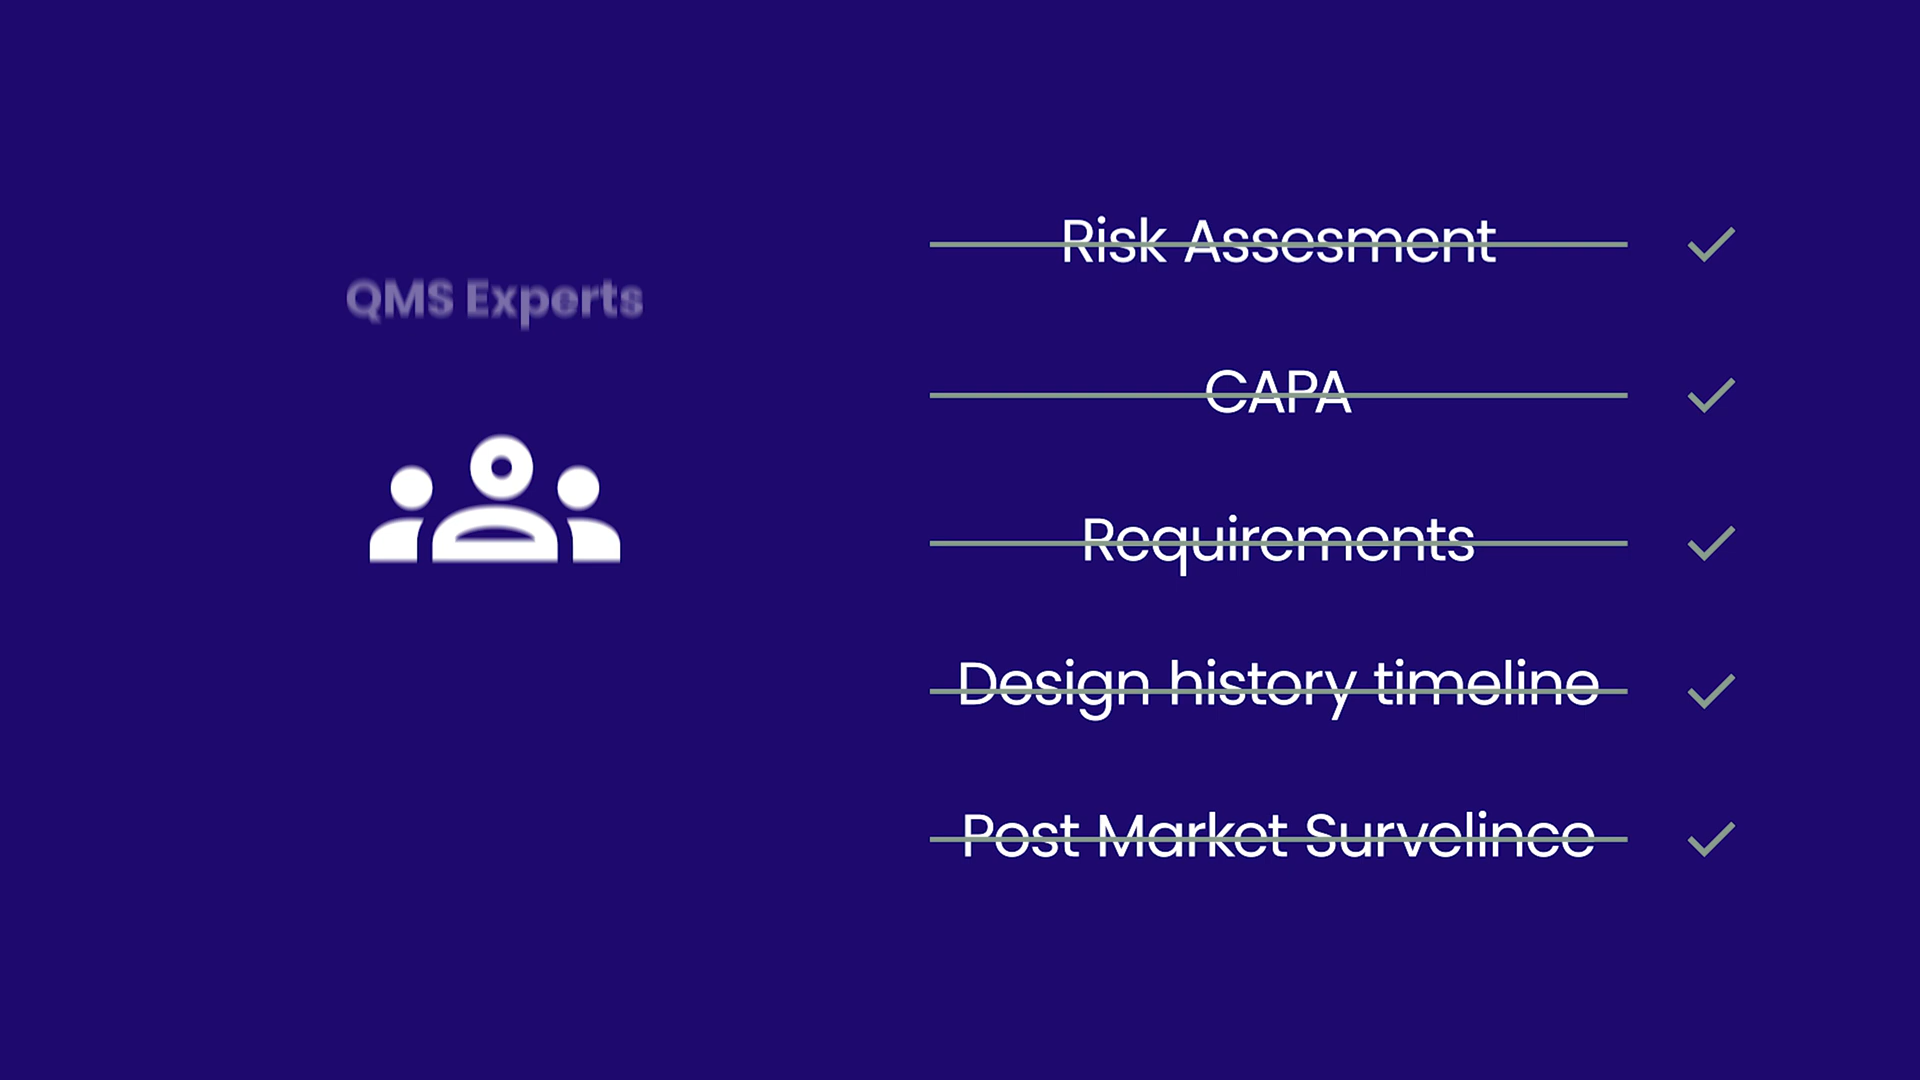 QMS Experts
Risk Assesment
CAPA
Requirements
Design history timeline
Post Market Survelince